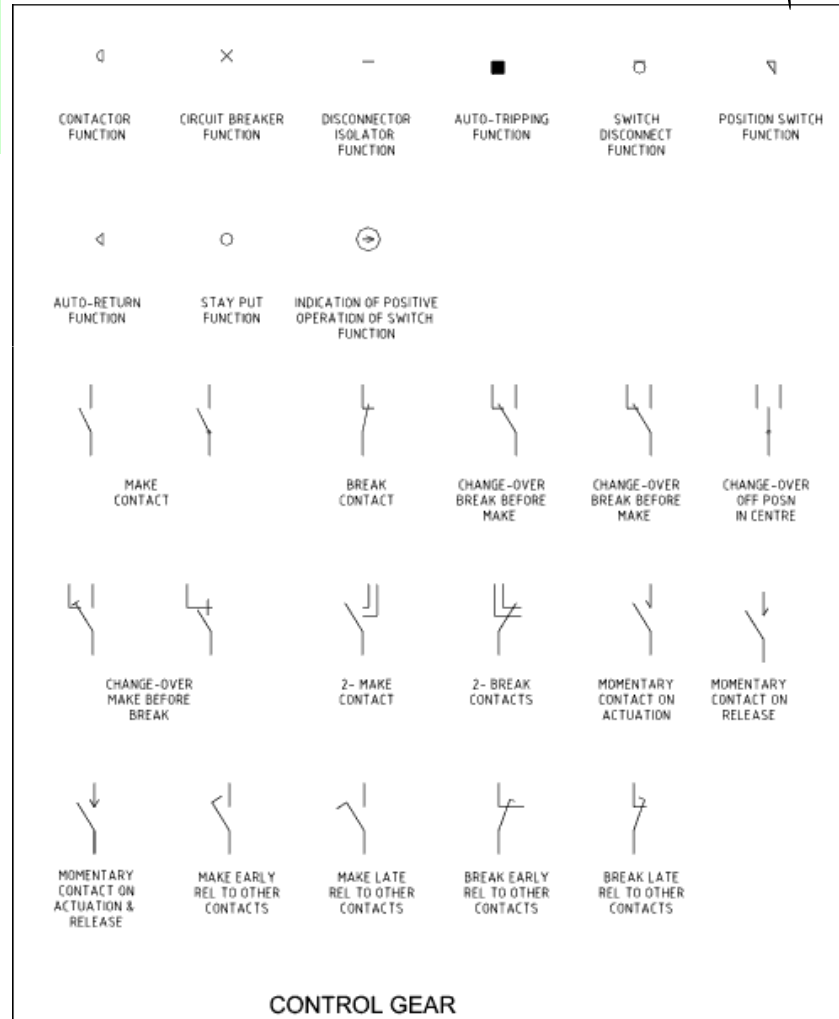 CONTACTOR
FUNCTION
CIRCUIT BREAKER
FUNCTION
DISCONNECTOR
ISOLATOR
FUNCTION
AUTO-TRIPPING
FUNCTION
SWITCH
DISCONNECT
FUNCTION
POSITION SWITCH
FUNCTION
AUTO-RETURN
FUNCTION
STAY PUT
FUNCTION
INDICATION OF POSITIVE
OPERATION OF SWITCH
FUNCTION
MAKE
CONTACT
BREAK
CONTACT
CHANGE-OVER
BREAK BEFORE
MAKE
CHANGE-OVER
BREAK BEFORE
MAKE
CHANGE-OVER
OFF POSN
IN CENTRE
CHANGE-OVER
MAKE BEFORE
BREAK
2- MAKE
CONTACT
2- BREAK
CONTACTS
MOMENTARY
CONTACT ON
ACTUATION
MOMENTARY
CONTACT ON
RELEASE
MOMENTARY
CONTACT ON
ACTUATION &
RELEASE
MAKE EARLY
REL TO OTHER
CONTACTS
MAKE LATE
REL TO OTHER
CONTACTS
BREAK EARLY
REL TO OTHER
CONTACTS
BREAK LATE
REL TO OTHER
CONTACTS
CONTROL GEAR